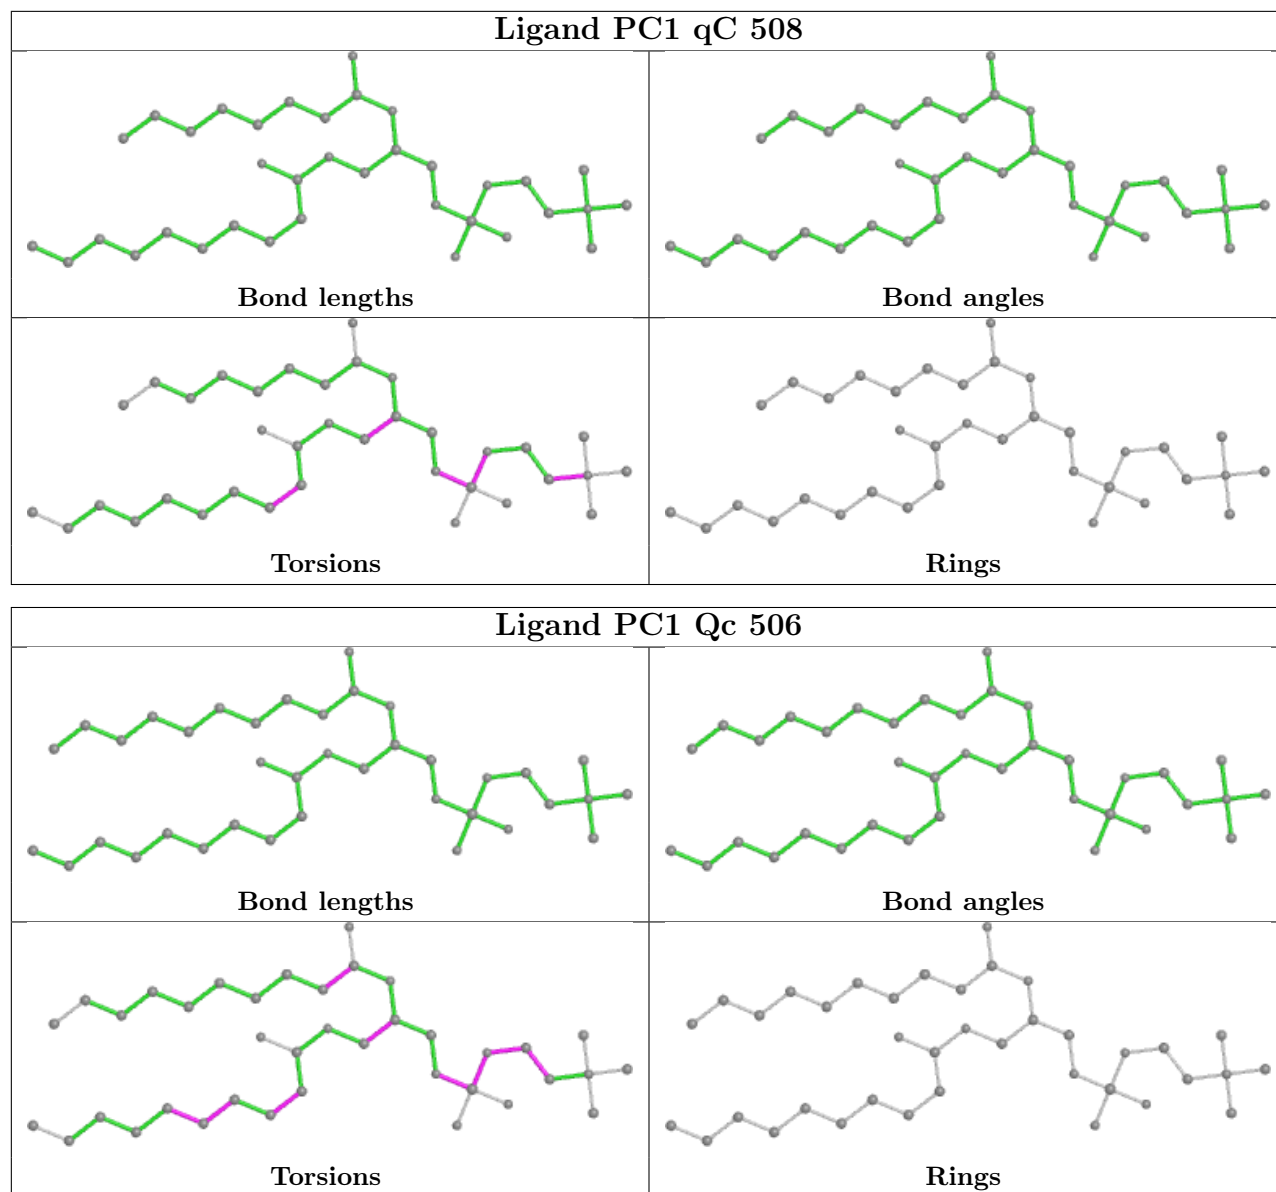 Ligand PC1 qC 508
Bond lengths
Bond angles
Torsions
Rings
Ligand PC1 Qc 506
Bond lengths
Bond angles
Torsions
Rings